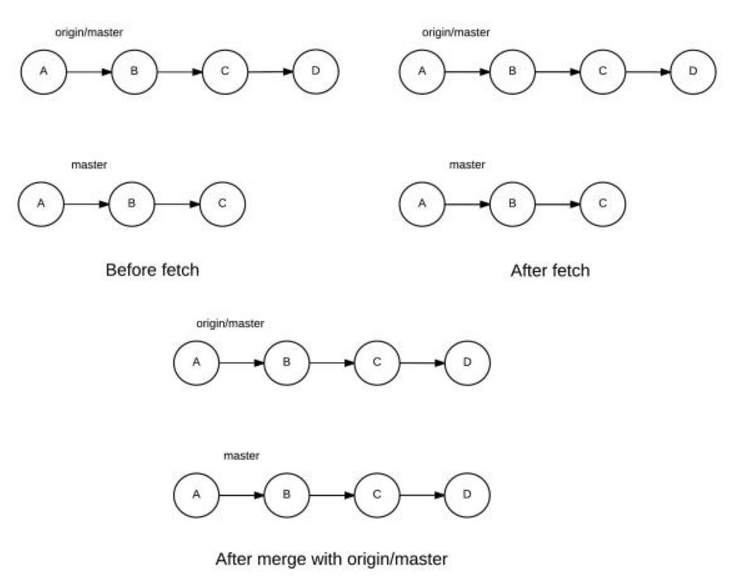 origin/master
A B C D
master
A B C
Before fetch
origin/master
A B C D
master
A B C
After fetch
origin/master
A B C D
master
A B C D
After merge with origin/master